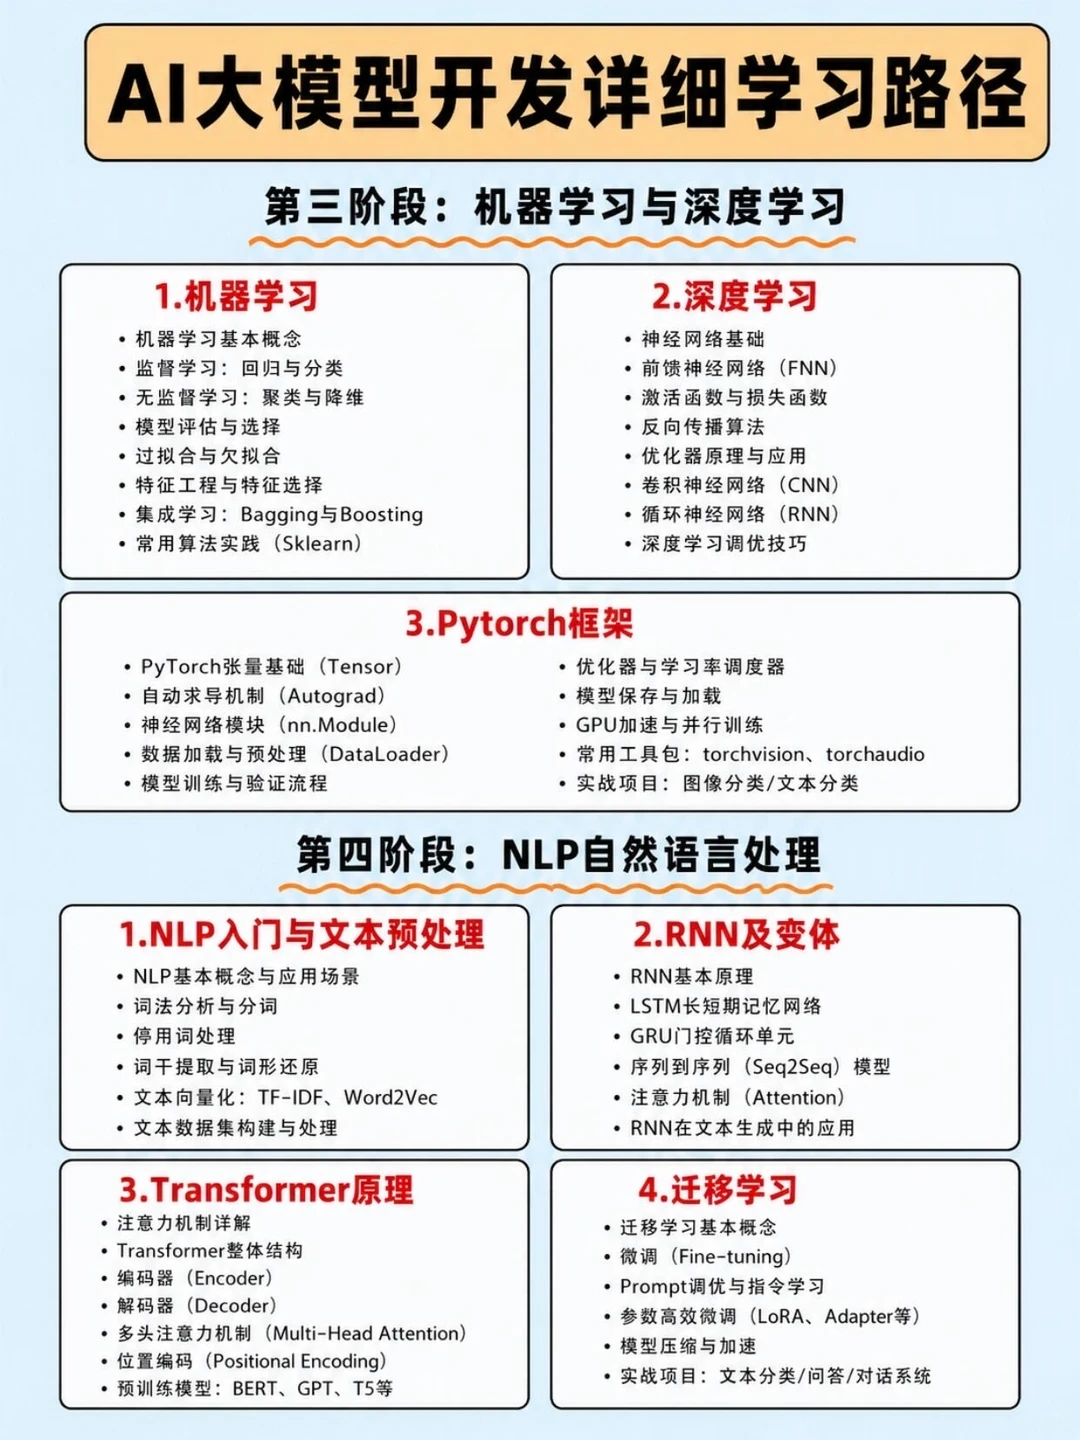 AI大模型开发详细学习路径
第三阶段：机器学习与深度学习
1.机器学习
• 机器学习基本概念
• 监督学习：回归与分类
• 无监督学习：聚类与降维
• 模型评估与选择
• 过拟合与欠拟合
• 特征工程与特征选择
• 集成学习：Bagging与Boosting
• 常用算法实践（Sklearn）
2.深度学习
• 神经网络基础
• 前馈神经网络（FNN）
• 激活函数与损失函数
• 反向传播算法
• 优化器原理与应用
• 卷积神经网络（CNN）
• 循环神经网络（RNN）
• 深度学习调优技巧
3.Pytorch框架
• PyTorch张量基础（Tensor）
• 自动求导机制（Autograd）
• 神经网络模块（nn.Module）
• 数据加载与预处理（DataLoader）
• 模型训练与验证流程
• 优化器与学习率调度器
• 模型保存与加载
• GPU加速与并行训练
• 常用工具包：torchvision、torchaudio
• 实战项目：图像分类/文本分类
第四阶段：NLP自然语言处理
1.NLP入门与文本预处理
• NLP基本概念与应用场景
• 词法分析与分词
• 停用词处理
• 词干提取与词形还原
• 文本向量化：TF-IDF、Word2Vec
• 文本数据集构建与处理
2.RNN及变体
• RNN基本原理
• LSTM长短期记忆网络
• GRU门控循环单元
• 序列到序列（Seq2Seq）模型
• 注意力机制（Attention）
• RNN在文本生成中的应用
3.Transformer原理
• 注意力机制详解
• Transformer整体结构
• 编码器（Encoder）
• 解码器（Decoder）
• 多头注意力机制（Multi-Head Attention）
• 位置编码（Positional Encoding）
• 预训练模型：BERT、GPT、T5等
4.迁移学习
• 迁移学习基本概念
• 微调（Fine-tuning）
• Prompt调优与指令学习
• 参数高效微调（LoRA、Adapter等）
• 模型压缩与加速
• 实战项目：文本分类/问答/对话系统